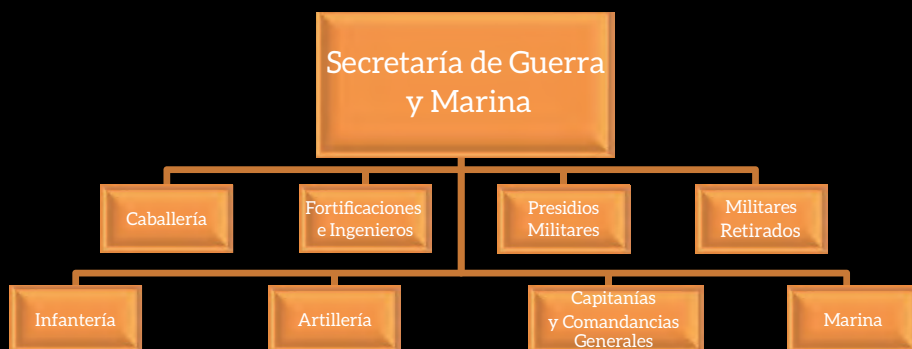 Secretaría de Guerra
y Marina
Caballería
Fortificaciones
e Ingenieros
Presidios
Militares
Militares
Retirados
Infantería
Artillería
Capitanías
y Comandancias
Generales
Marina